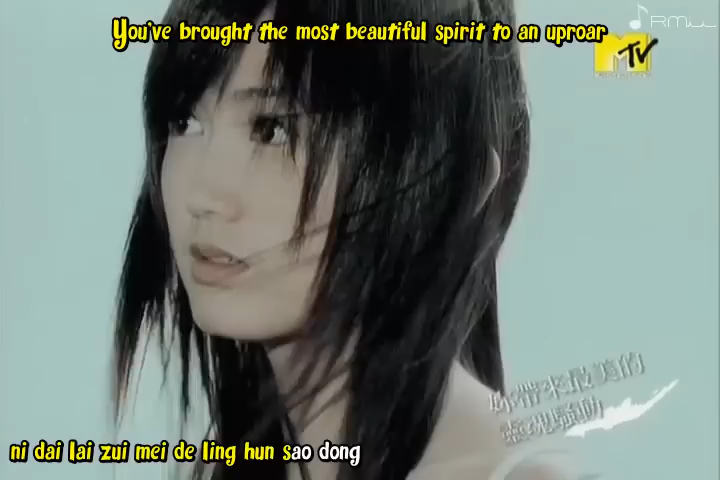 You've brought the most beautiful spirit to an uproar
RMU
MTV
妳帶來最美的
靈魂騷動
ni dai lai zui mei de ling hun sao dong